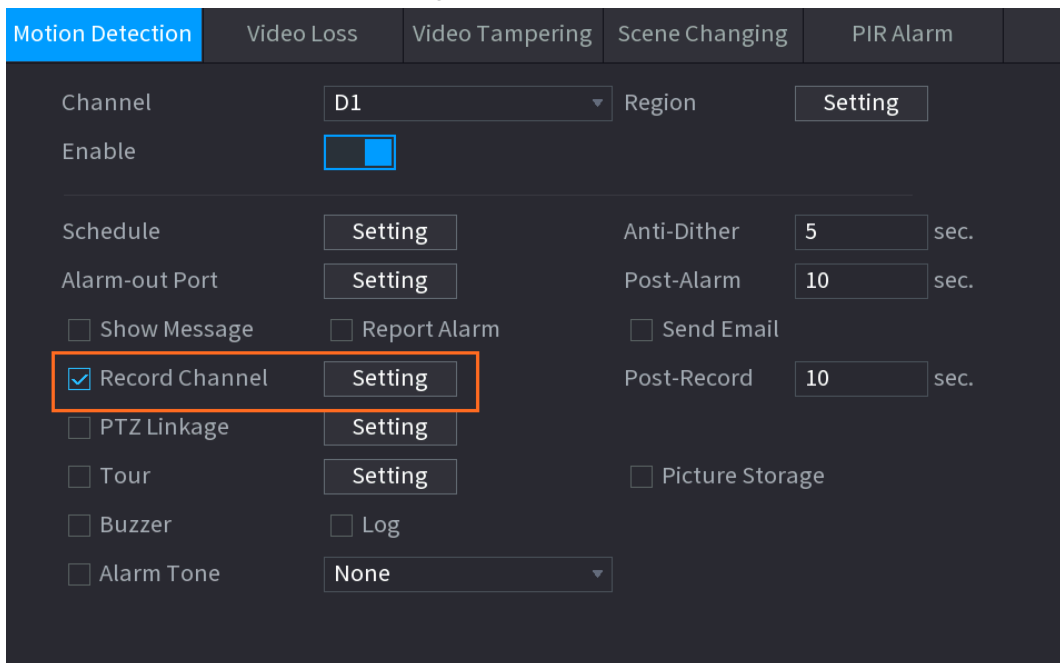 Motion Detection Video Loss Video Tampering Scene Changing PIR Alarm
Channel D1 Region Setting
Enable
Schedule Setting Anti-Dither 5 sec.
Alarm-out Port Setting Post-Alarm 10 sec.
Show Message Report Alarm Send Email
Record Channel Setting Post-Record 10 sec.
PTZ Linkage Setting
Tour Setting Picture Storage
Buzzer Log
Alarm Tone None